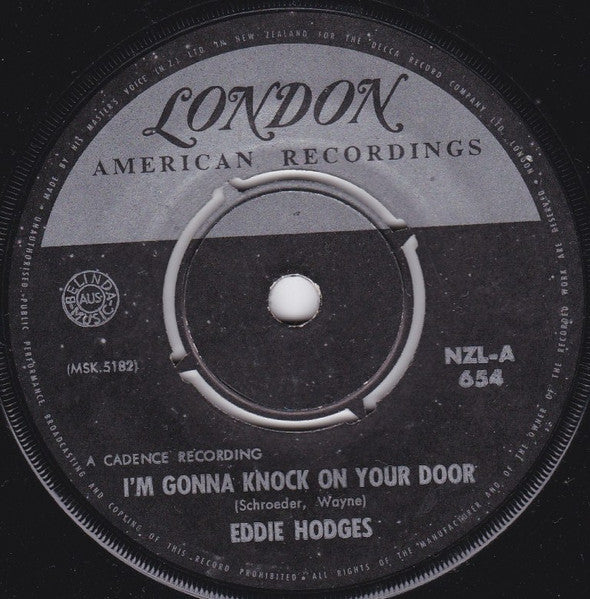 MADE BY HIS MASTER'S VOICE (N.Z.) LTD. IN NEW ZEALAND FOR THE DECCA RECORD COMPANY LTD., LONDON
LONDON
AMERICAN RECORDINGS
BELINDA
AUS
MUSIC
(MSK.5182)
NZL-A
654
A CADENCE RECORDING
I'M GONNA KNOCK ON YOUR DOOR
(Schroeder, Wayne)
EDDIE HODGES
UNAUTHORISED PUBLIC PERFORMANCE BROADCASTING AND COPYING OF THIS RECORD PROHIBITED. ALL RIGHTS OF THE MANUFACTURER AND OF THE OWNER OF THE RECORDED WORK ARE RESERVED